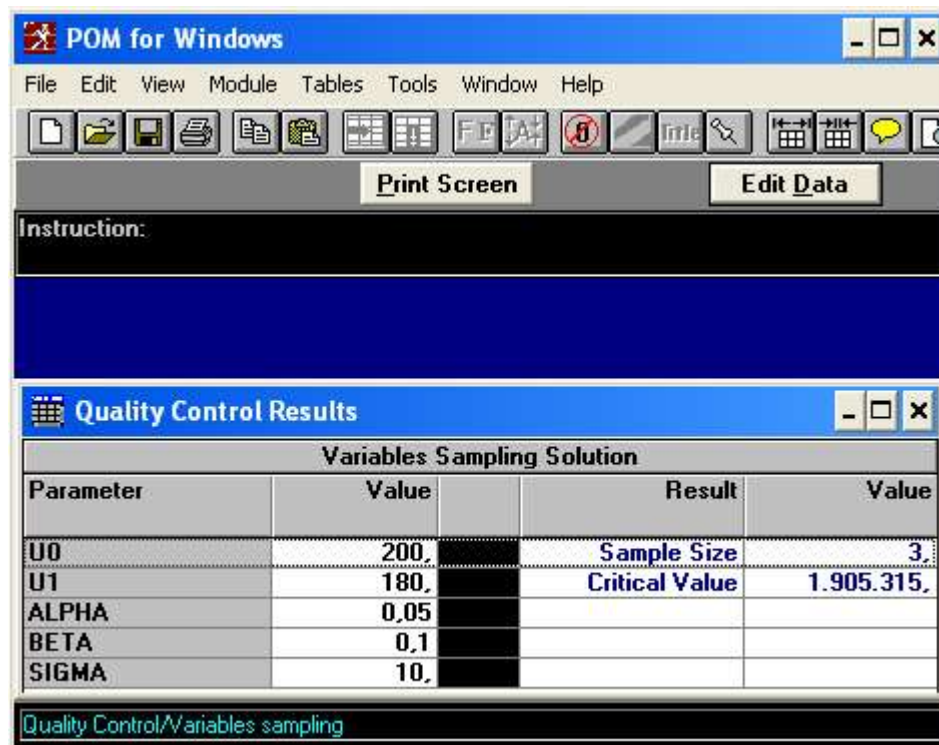 POM for Windows
File Edit View Module Tables Tools Window Help
Title
Print Screen Edit Data
Instruction:
Quality Control Results
Variables Sampling Solution
Parameter Value Result Value
U0 200, Sample Size 3,
U1 180, Critical Value 1.905.315,
ALPHA 0,05
BETA 0,1
SIGMA 10,
Quality Control/Variables sampling